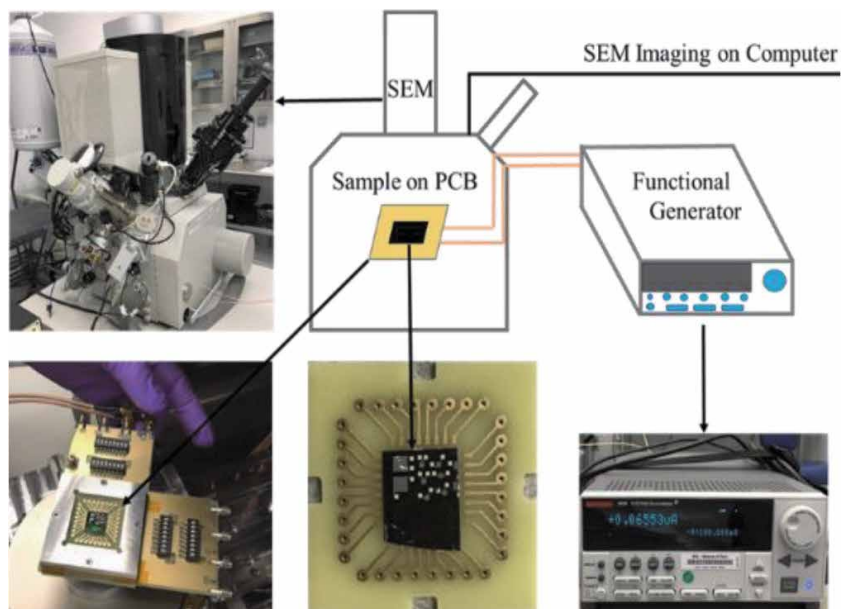 SEM Imaging on Computer
SEM
Sample on PCB
Functional
Generator
+0.06553uA